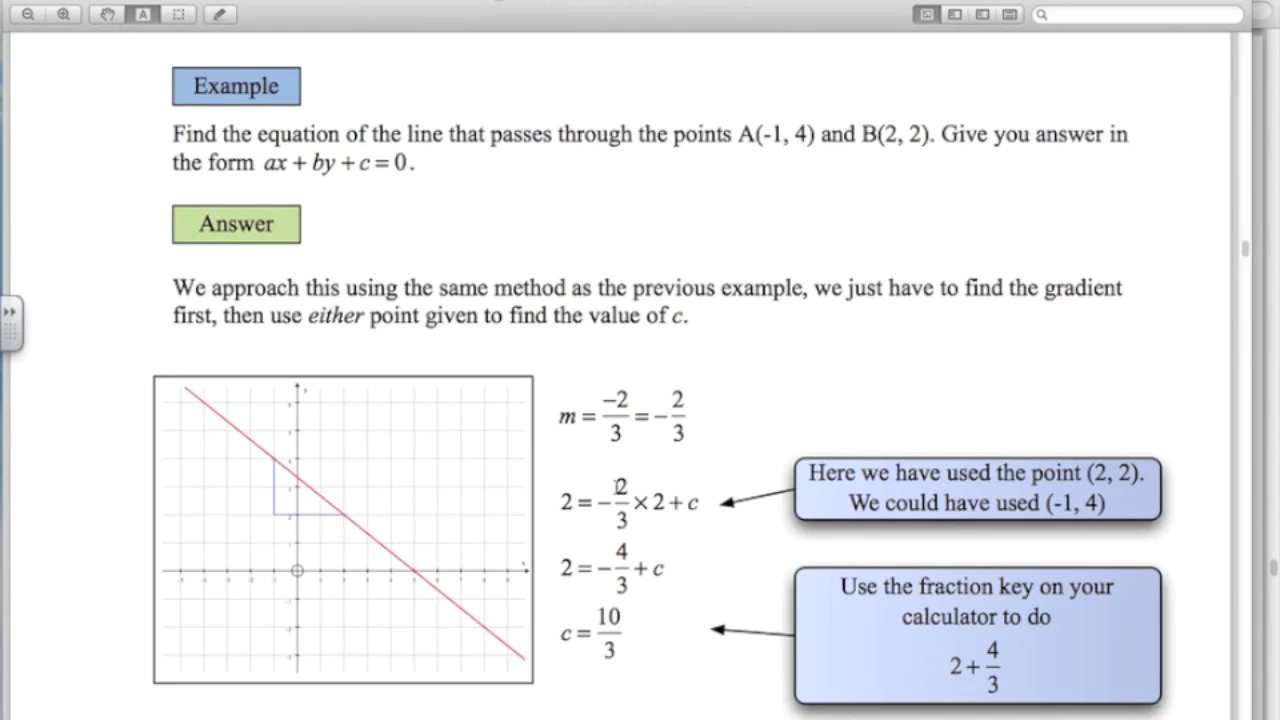 Example
Find the equation of the line that passes through the points A(-1, 4) and B(2, 2). Give you answer in
the form ax + by + c = 0.
Answer
We approach this using the same method as the previous example, we just have to find the gradient
first, then use either point given to find the value of c.
m = -2/3 = -2/3
2 = -2/3 × 2 + c
Here we have used the point (2, 2).
We could have used (-1, 4)
2 = -4/3 + c
c = 10/3
Use the fraction key on your
calculator to do
2 + 4/3